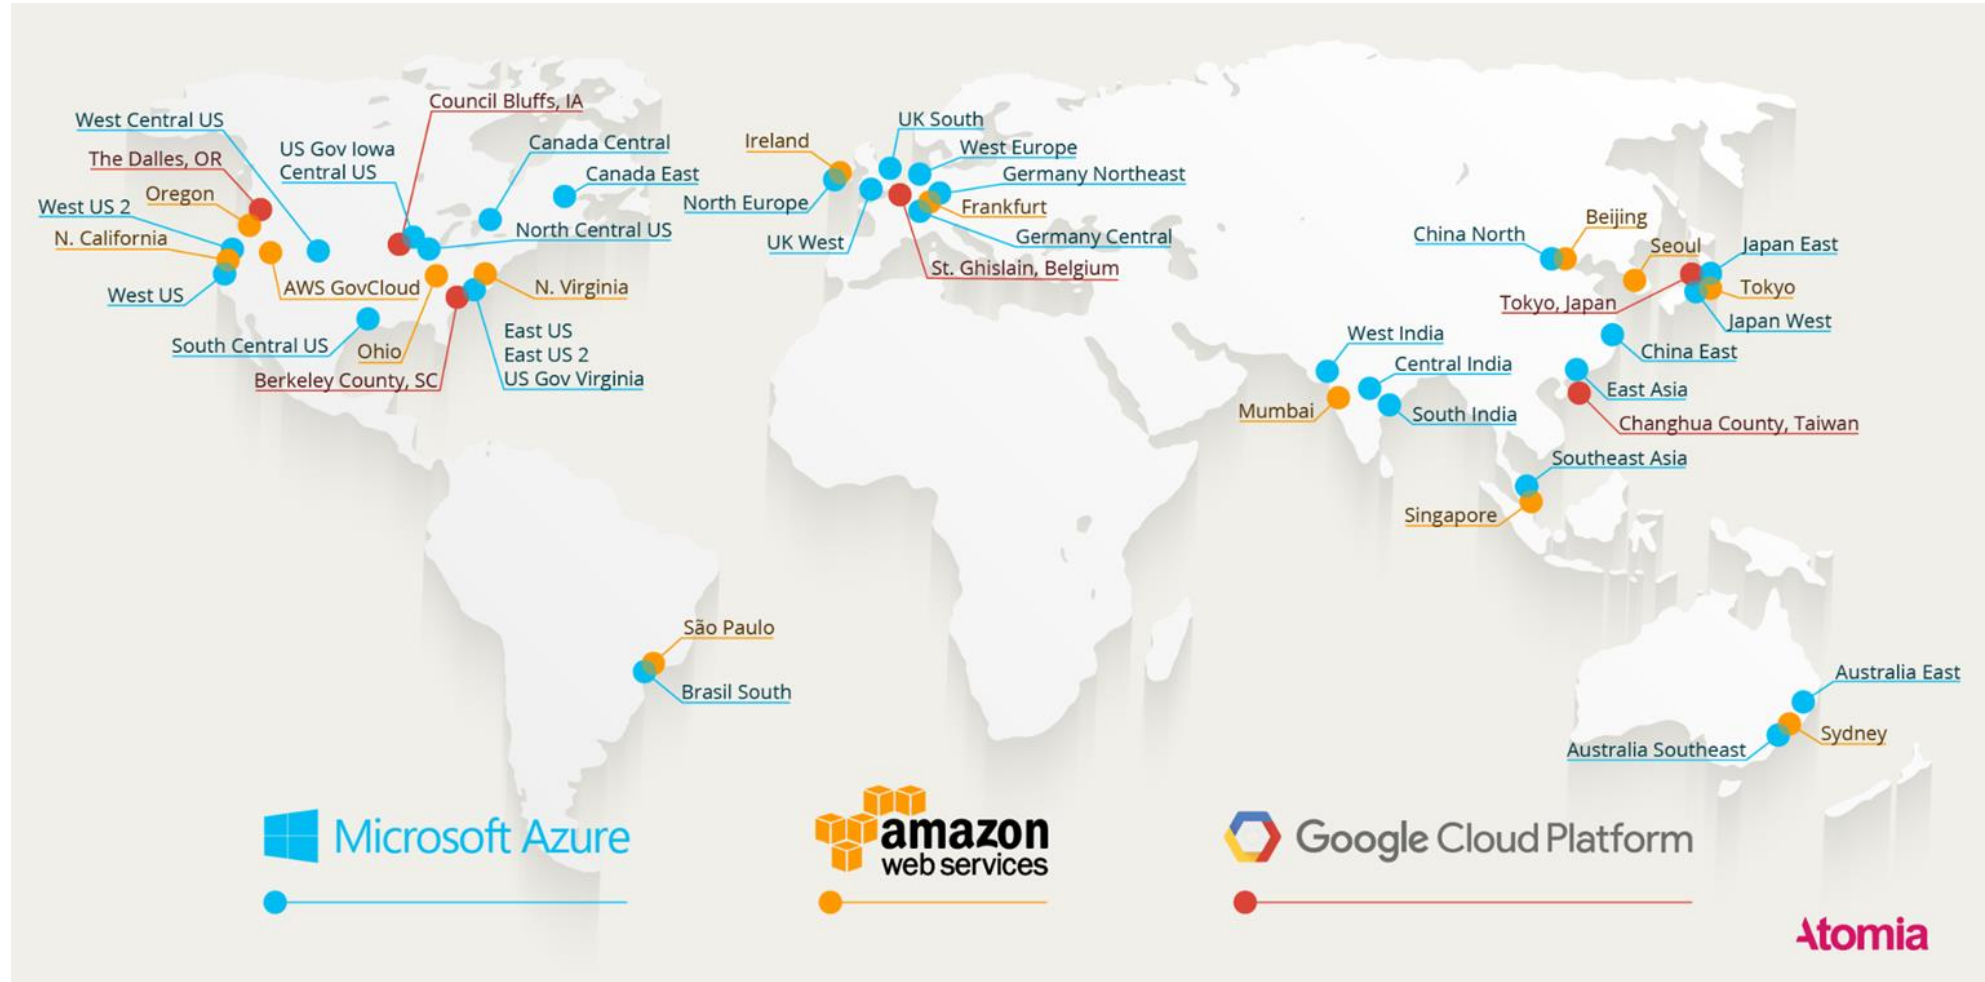 Council Bluffs, IA
West Central US
The Dalles, OR
US Gov Iowa
Central US
Canada Central
Canada East
Oregon
West US 2
N. California
North Central US
West US
AWS GovCloud
N. Virginia
South Central US
Ohio
Berkeley County, SC
East US
East US 2
US Gov Virginia
São Paulo
Brasil South
UK South
Ireland
West Europe
Germany Northeast
North Europe
Frankfurt
UK West
Germany Central
St. Ghislain, Belgium
Beijing
China North
Seoul
Japan East
Tokyo
Tokyo, Japan
Japan West
West India
China East
Central India
East Asia
Mumbai
South India
Changhua County, Taiwan
Southeast Asia
Singapore
Australia East
Sydney
Australia Southeast
Microsoft Azure
amazon
web services
Google Cloud Platform
Atomia